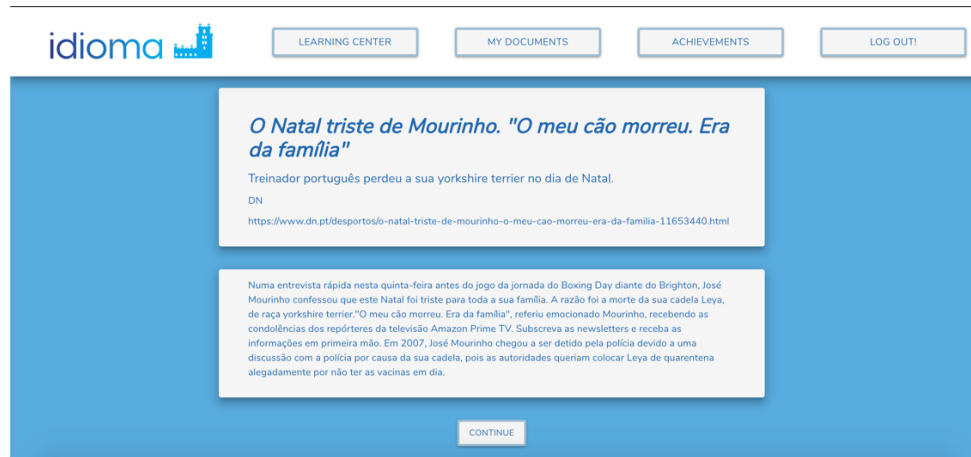 idioma
LEARNING CENTER
MY DOCUMENTS
ACHIEVEMENTS
LOG OUT!
O Natal triste de Mourinho. "O meu cão morreu. Era
da família"
Treinador português perdeu a sua yorkshire terrier no dia de Natal.
DN
https://www.dn.pt/desportos/o-natal-triste-de-mourinho-o-meu-cao-morreu-era-da-familia-11653440.html
Numa entrevista rápida nesta quinta-feira antes do jogo da jornada do Boxing Day diante do Brighton, José
Mourinho confessou que este Natal foi triste para toda a sua família. A razão foi a morte da sua cadela Leya,
de raça yorkshire terrier."O meu cão morreu. Era da família", referiu emocionado Mourinho, recebendo as
condolências dos repórteres da televisão Amazon Prime TV. Subscreva as newsletters e receba as
informações em primeira mão. Em 2007, José Mourinho chegou a ser detido pela polícia devido a uma
discussão com a polícia por causa da sua cadela, pois as autoridades queriam colocar Leya de quarentena
alegadamente por não ter as vacinas em dia.
CONTINUE